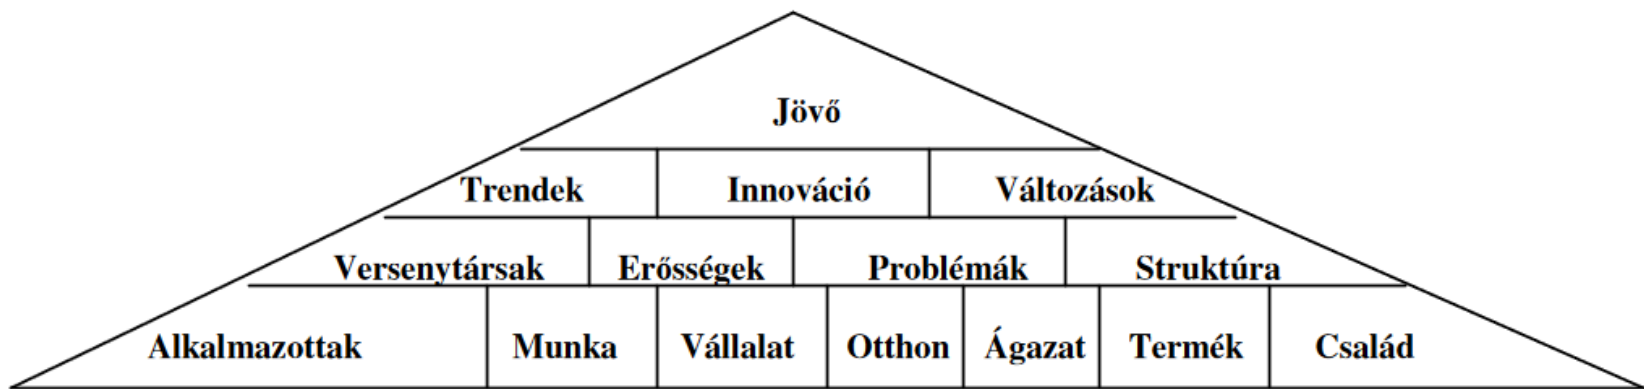 Jövő
Trendek Innováció Változások
Versenytársak Erősségek Problémák Struktúra
Alkalmazottak Munka Vállalat Otthon Ágazat Termék Család